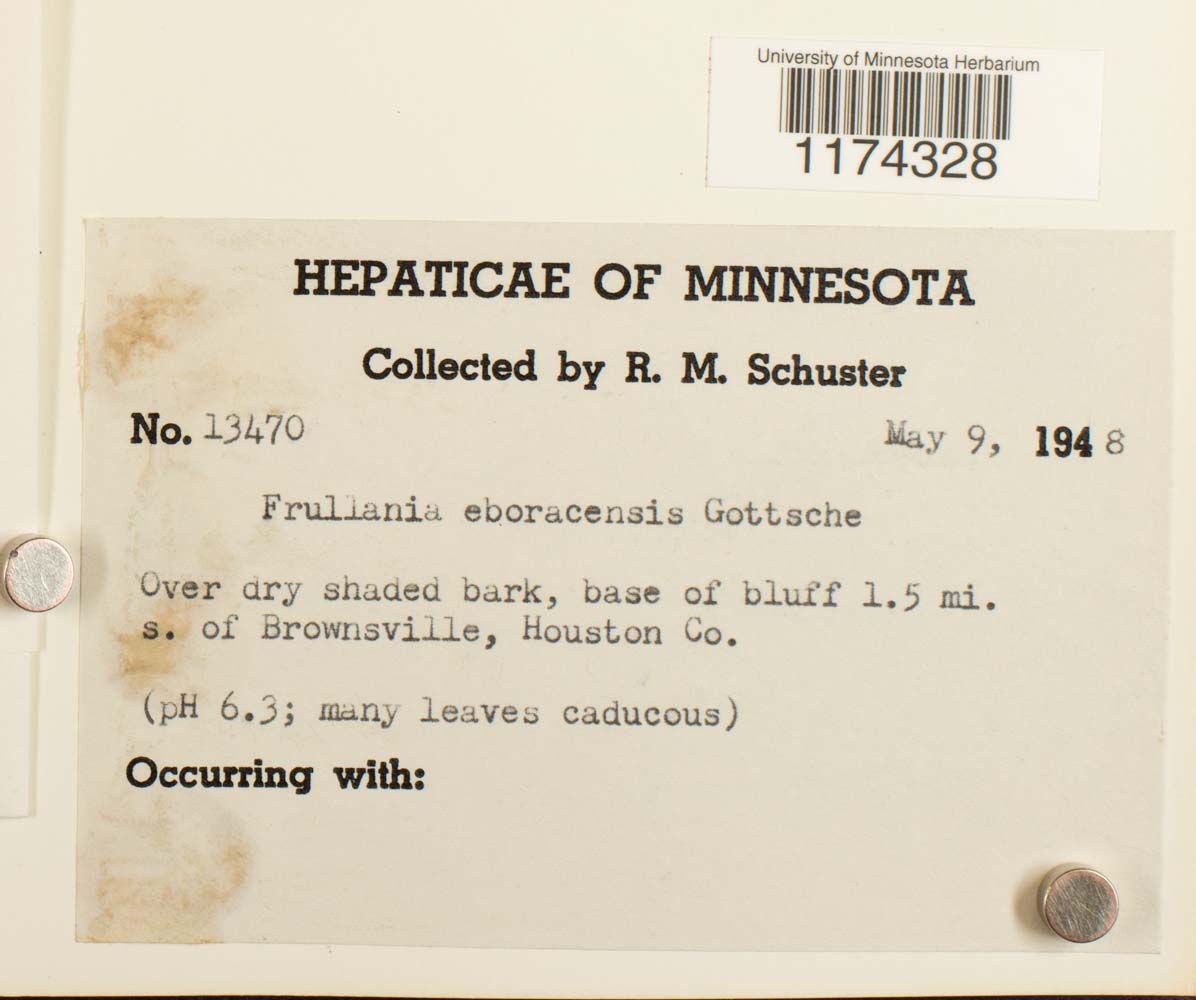 University of Minnesota Herbarium
1174328
HEPATICAE OF MINNESOTA
Collected by R. M. Schuster
No. 13470 May 9, 1948
Frullania eboracensis Gottsche
Over dry shaded bark, base of bluff 1.5 mi.
s. of Brownsville, Houston Co.
(pH 6.3; many leaves caducous)
Occurring with: